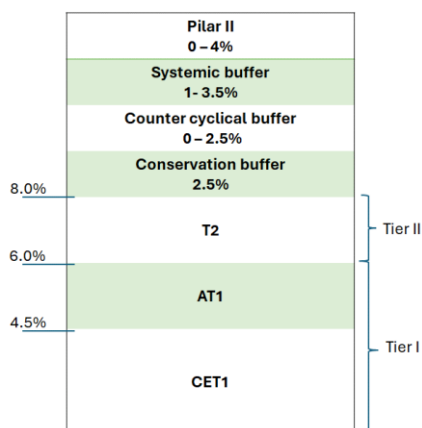 Pilar II
0 – 4%
Systemic buffer
1- 3.5%
Counter cyclical buffer
0 – 2.5%
Conservation buffer
2.5%
8.0%
T2
Tier II
6.0%
AT1
4.5%
Tier I
CET1